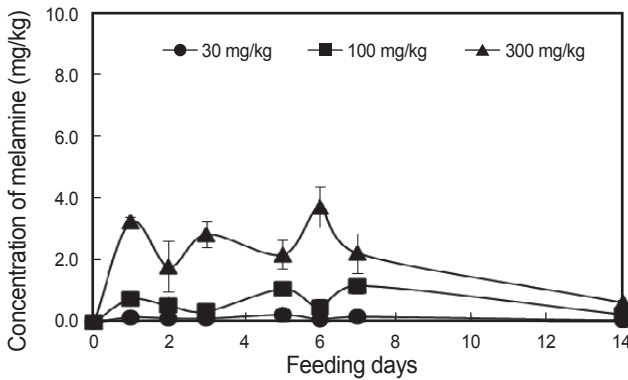 Concentration of melamine (mg/kg)
10.0
8.0
6.0
4.0
2.0
0.0
30 mg/kg 100 mg/kg 300 mg/kg
0 2 4 6 8 10 12 14
Feeding days